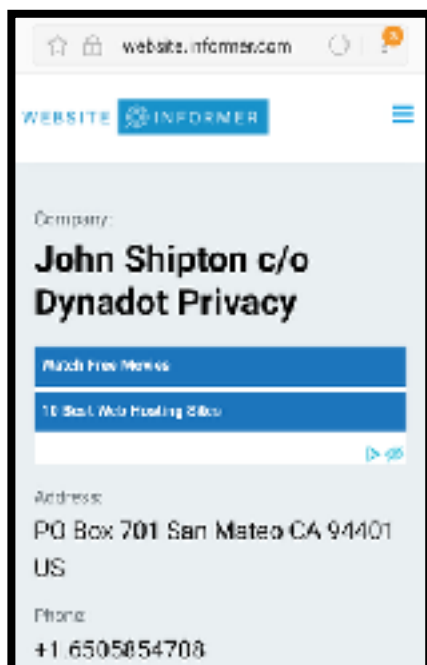 website.informer.com
WEBSITE INFORMER
Company:
John Shipton c/o
Dynadot Privacy
Watch Free Movies
10 Best Web Hosting Sites
Address:
PO Box 701 San Mateo CA 94401
US
Phone:
+1.6505854708